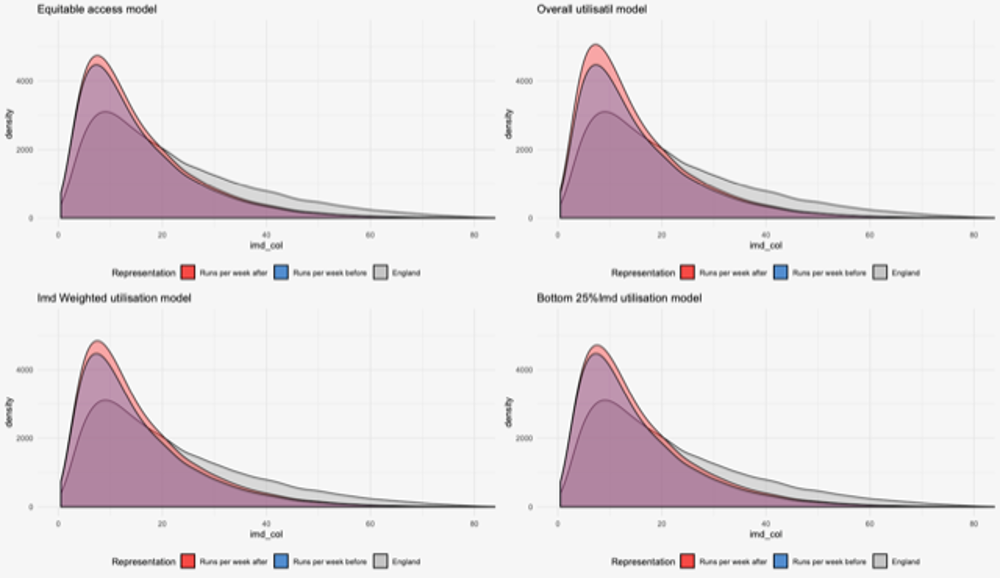 Equitable access model
density
4000
2000
0
0 20 40 60 80
imd_col
Representation Runs per week after Runs per week before England
Overall utilisatil model
density
4000
2000
0
0 20 40 60 80
imd_col
Representation Runs per week after Runs per week before England
Imd Weighted utilisation model
density
4000
2000
0
0 20 40 60 80
imd_col
Representation Runs per week after Runs per week before England
Bottom 25%Imd utilisation model
density
4000
2000
0
0 20 40 60 80
imd_col
Representation Runs per week after Runs per week before England